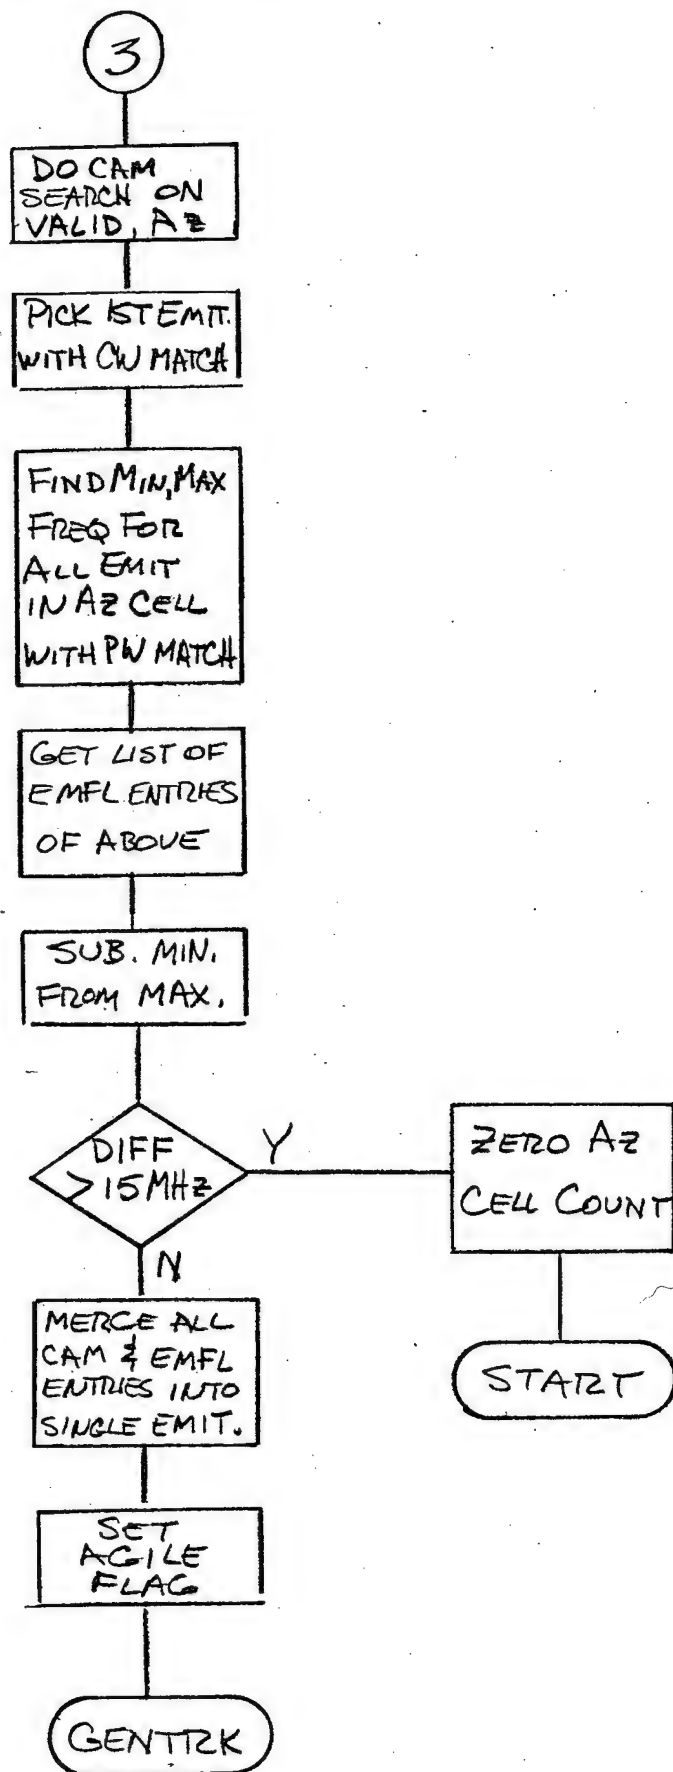 3
DO CAM
SEARCH ON
VALID, AZ
PICK 1ST EMIT.
WITH CW MATCH
FIND MIN, MAX
FREQ FOR
ALL EMIT
IN AZ CELL
WITH PW MATCH
GET LIST OF
EMFL ENTRIES
OF ABOVE
SUB. MIN.
FROM MAX.
DIFF
> 15 MHZ
Y
ZERO AZ
CELL COUNT
START
N
MERGE ALL
CAM & EMFL
ENTRIES INTO
SINGLE EMIT.
SET
AGILE
FLAG
GENTRK